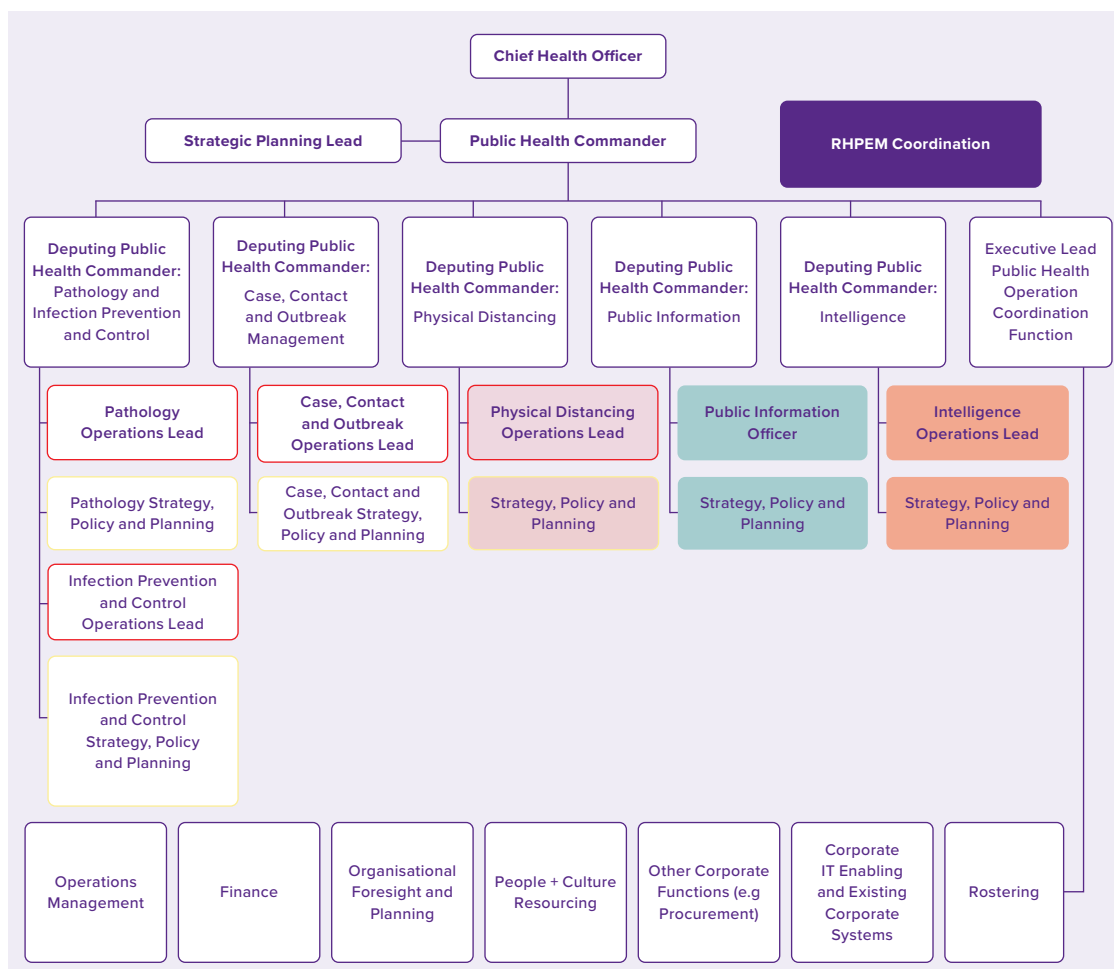 Chief Health Officer
Strategic Planning Lead
Public Health Commander
RHPEM Coordination
Deputing Public
Health Commander:
Pathology and
Infection Prevention
and Control
Deputing Public
Health Commander:
Case, Contact
and Outbreak
Management
Deputing Public
Health Commander:
Physical Distancing
Deputing Public
Health Commander:
Public Information
Deputing Public
Health Commander:
Intelligence
Executive Lead
Public Health
Operation
Coordination
Function
Pathology
Operations Lead
Case, Contact
and Outbreak
Operations Lead
Physical Distancing
Operations Lead
Public Information
Officer
Intelligence
Operations Lead
Pathology Strategy,
Policy and Planning
Case, Contact and
Outbreak Strategy,
Policy and Planning
Strategy, Policy and
Planning
Strategy, Policy and
Planning
Strategy, Policy and
Planning
Infection Prevention
and Control
Operations Lead
Infection Prevention
and Control
Strategy, Policy
and Planning
Operations
Management
Finance
Organisational
Foresight and
Planning
People + Culture
Resourcing
Other Corporate
Functions (e.g
Procurement)
Corporate
IT Enabling
and Existing
Corporate
Systems
Rostering